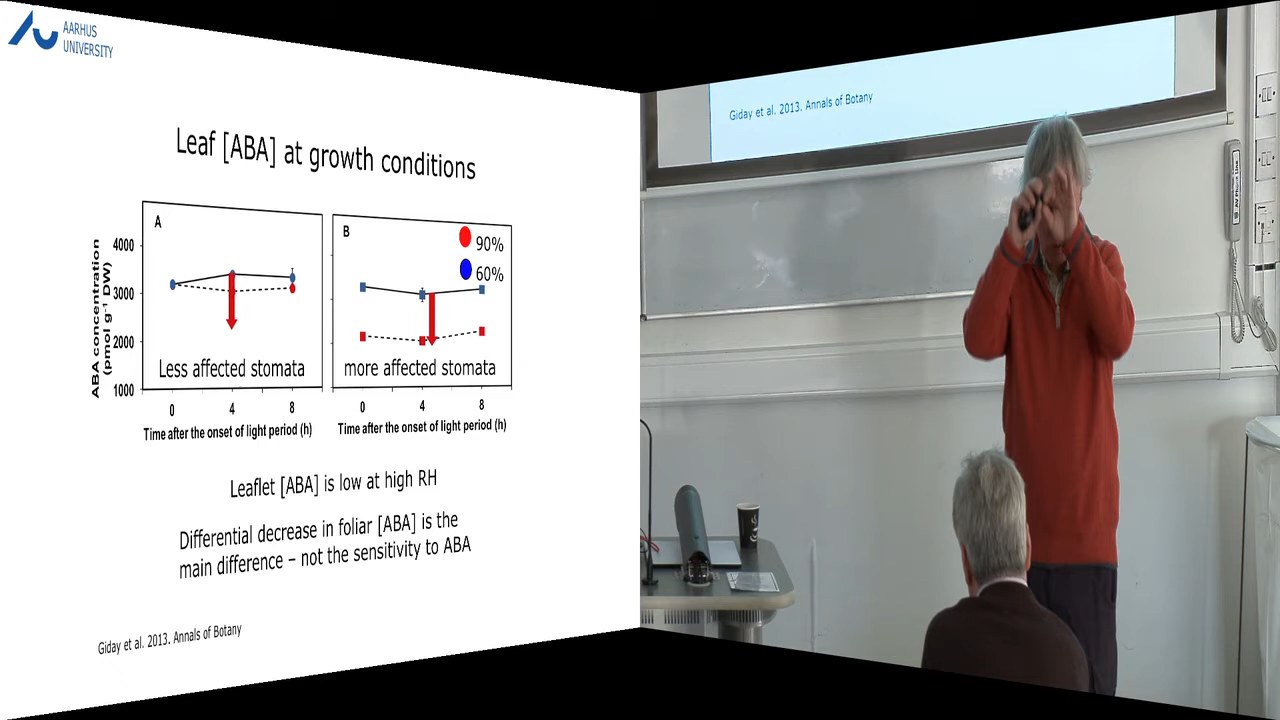 AARHUS
UNIVERSITY
Leaf [ABA] at growth conditions
A
B
90%
60%
ABA concentration
(pmol g⁻¹ DW)
4000
3000
2000
1000
Less affected stomata
more affected stomata
0
4
8
0
4
8
Time after the onset of light period (h)
Time after the onset of light period (h)
Leaflet [ABA] is low at high RH
Differential decrease in foliar [ABA] is the
main difference – not the sensitivity to ABA
Giday et al. 2013. Annals of Botany
Giday et al. 2013. Annals of Botany